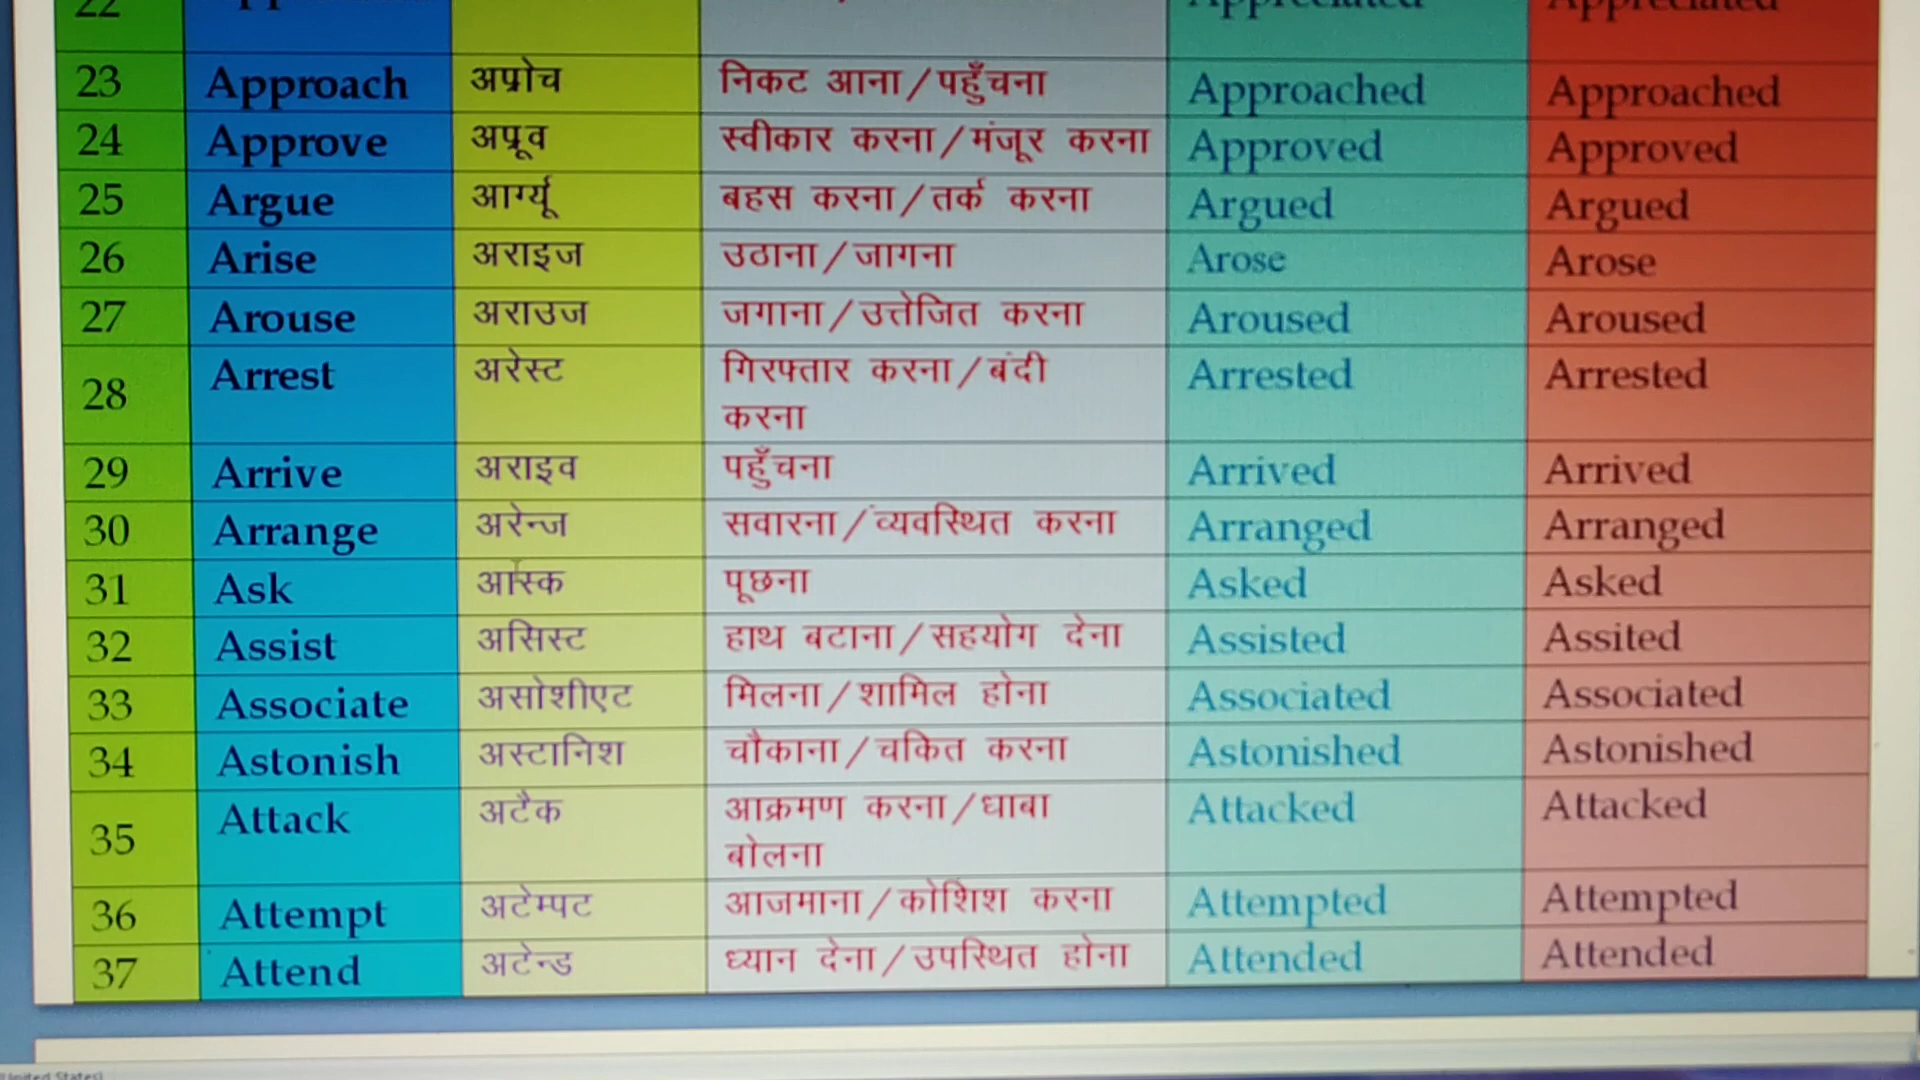 22 Appreciated Appreciated
23 Approach अप्रोच निकट आना/पहुँचना Approached Approached
24 Approve अप्रूव स्वीकार करना/मंजूर करना Approved Approved
25 Argue आर्ग्यू बहस करना/तर्क करना Argued Argued
26 Arise अराइज उठाना/जागना Arose Arose
27 Arouse अराउज जगाना/उत्तेजित करना Aroused Aroused
28 Arrest अरेस्ट गिरफ्तार करना/बंदी Arrested Arrested
करना
29 Arrive अराइव पहुँचना Arrived Arrived
30 Arrange अरेन्ज सवारना/व्यवस्थित करना Arranged Arranged
31 Ask आस्क पूछना Asked Asked
32 Assist असिस्ट हाथ बटाना/सहयोग देना Assisted Assited
33 Associate असोशीएट मिलना/शामिल होना Associated Associated
34 Astonish अस्टानिश चौकाना/चकित करना Astonished Astonished
35 Attack अटैक आक्रमण करना/धाबा Attacked Attacked
बोलना
36 Attempt अटेम्पट आजमाना/कोशिश करना Attempted Attempted
37 Attend अटेन्ड ध्यान देना/उपस्थित होना Attended Attended